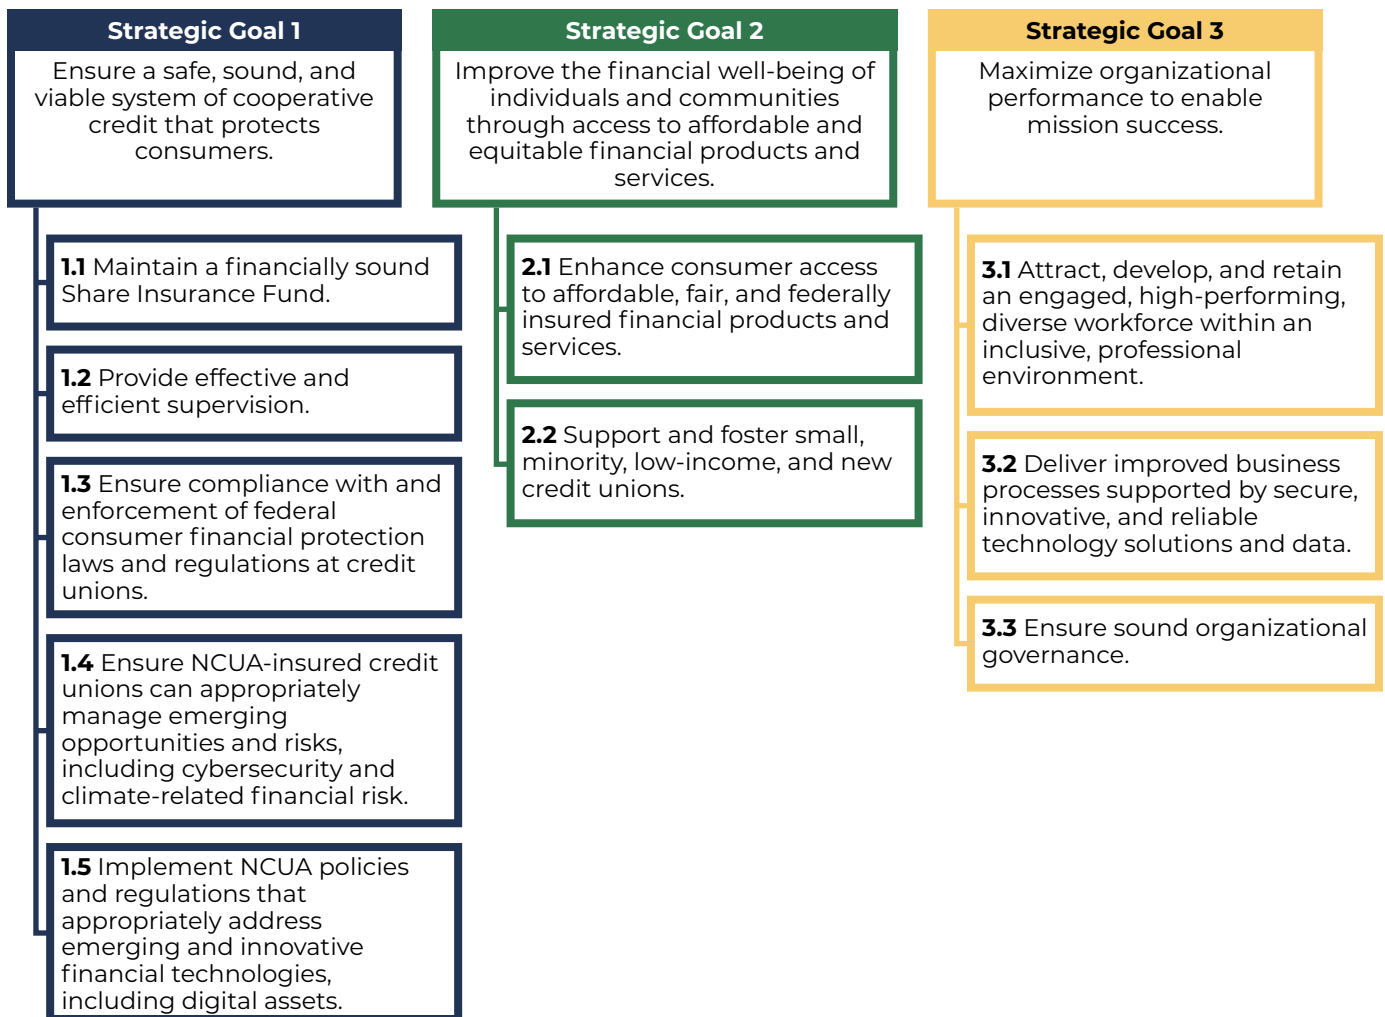 Strategic Goal 1
Ensure a safe, sound, and
viable system of cooperative
credit that protects
consumers.
1.1 Maintain a financially sound
Share Insurance Fund.
1.2 Provide effective and
efficient supervision.
1.3 Ensure compliance with and
enforcement of federal
consumer financial protection
laws and regulations at credit
unions.
1.4 Ensure NCUA-insured credit
unions can appropriately
manage emerging
opportunities and risks,
including cybersecurity and
climate-related financial risk.
1.5 Implement NCUA policies
and regulations that
appropriately address
emerging and innovative
financial technologies,
including digital assets.
Strategic Goal 2
Improve the financial well-being of
individuals and communities
through access to affordable and
equitable financial products and
services.
2.1 Enhance consumer access
to affordable, fair, and federally
insured financial products and
services.
2.2 Support and foster small,
minority, low-income, and new
credit unions.
Strategic Goal 3
Maximize organizational
performance to enable
mission success.
3.1 Attract, develop, and retain
an engaged, high-performing,
diverse workforce within an
inclusive, professional
environment.
3.2 Deliver improved business
processes supported by secure,
innovative, and reliable
technology solutions and data.
3.3 Ensure sound organizational
governance.